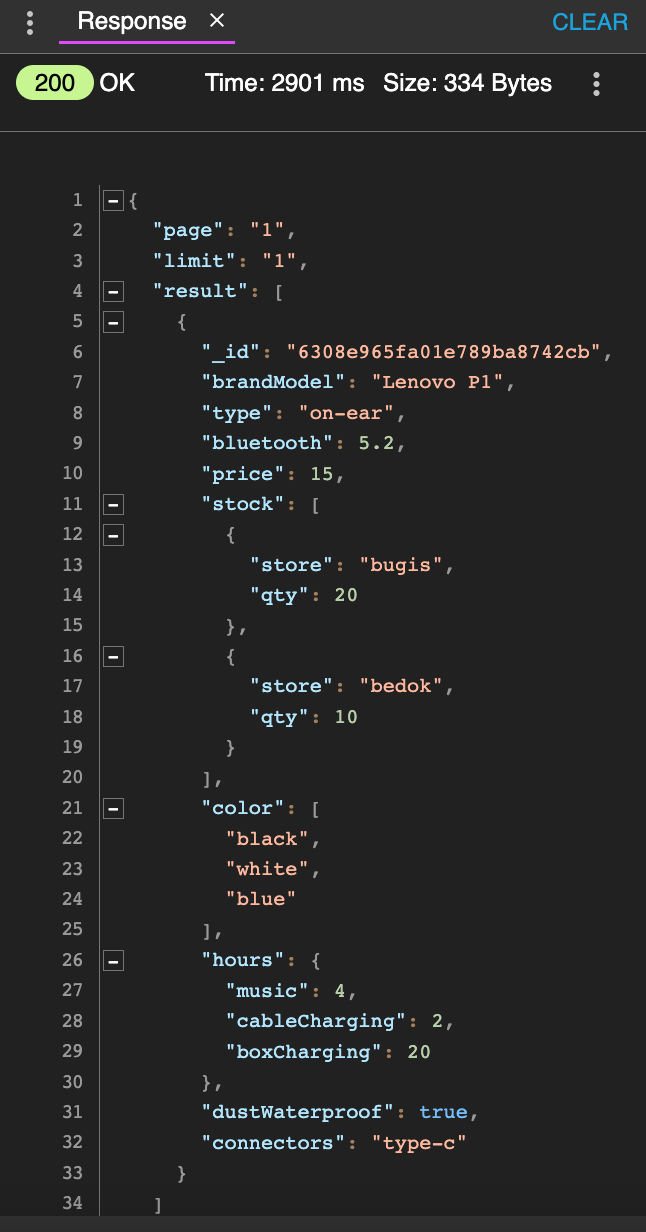 Response ×
CLEAR
200 OK Time: 2901 ms Size: 334 Bytes
1 {
2 "page": "1",
3 "limit": "1",
4 "result": [
5 {
6 "_id": "6308e965fa01e789ba8742cb",
7 "brandModel": "Lenovo P1",
8 "type": "on-ear",
9 "bluetooth": 5.2,
10 "price": 15,
11 "stock": [
12 {
13 "store": "bugis",
14 "qty": 20
15 },
16 {
17 "store": "bedok",
18 "qty": 10
19 }
20 ],
21 "color": [
22 "black",
23 "white",
24 "blue"
25 ],
26 "hours": {
27 "music": 4,
28 "cableCharging": 2,
29 "boxCharging": 20
30 },
31 "dustWaterproof": true,
32 "connectors": "type-c"
33 }
34 ]